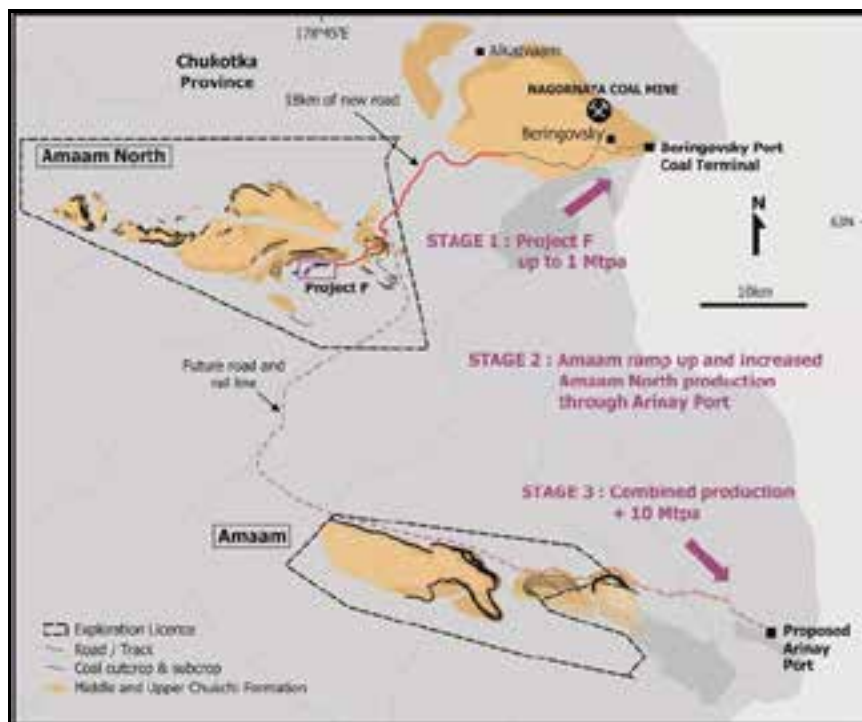 178°45'E
Chukotka
Province
Alkatvaam
18km of new road
NAGORNAYA COAL MINE
Beringovsky
Beringovsky Port
Coal Terminal
Amaam North
N
63N
STAGE 1 : Project F
up to 1 Mtpa
Project F
10km
Future road and
rail line
STAGE 2 : Amaam ramp up and increased
Amaam North production
through Arinay Port
STAGE 3 : Combined production
+ 10 Mtpa
Amaam
Exploration Licence
Road / Track
Coal outcrop & subcrop
Middle and Upper Chukchi Formation
Proposed
Arinay
Port